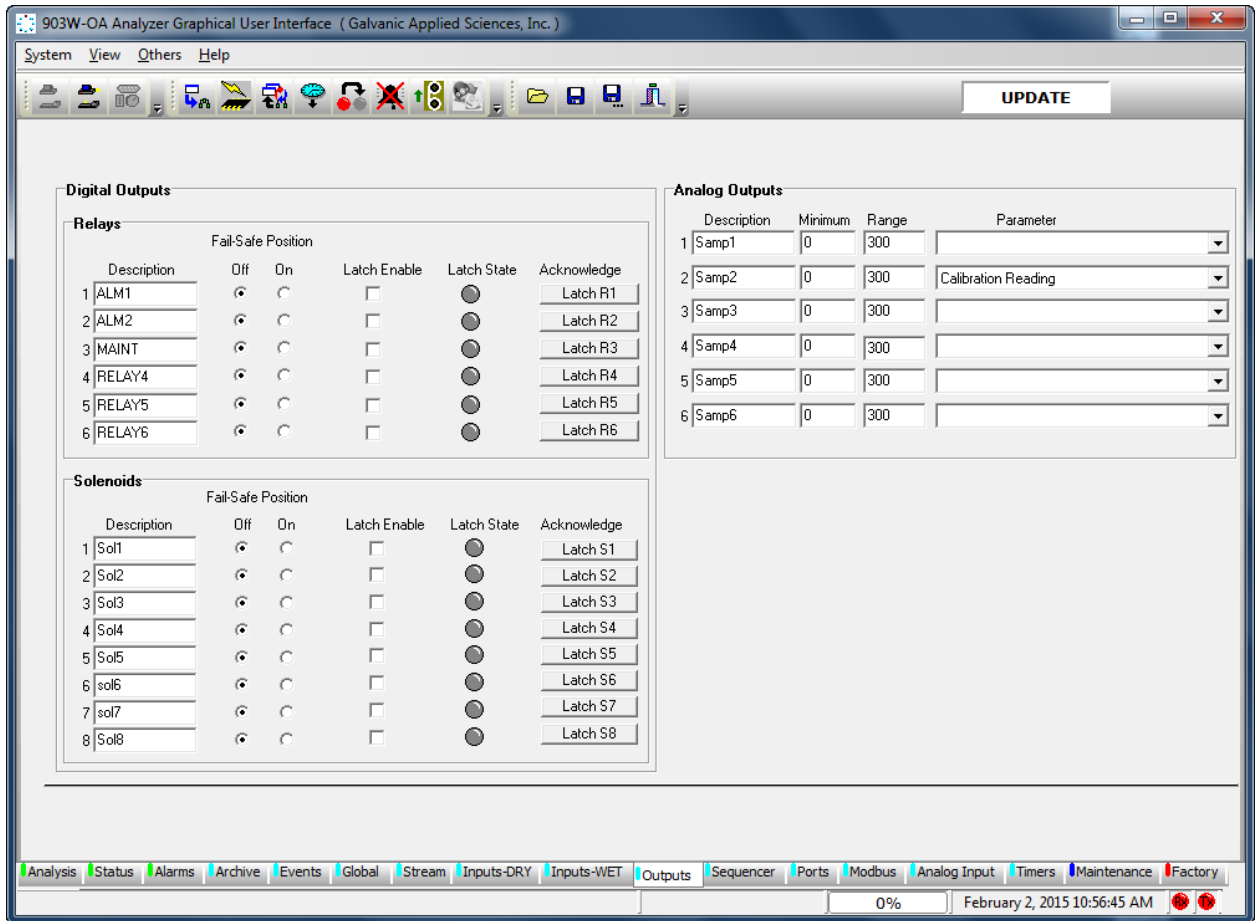 903W-OA Analyzer Graphical User Interface ( Galvanic Applied Sciences, Inc. )
System View Others Help
UPDATE
Digital Outputs
Relays
Fail-Safe Position
Description Off On Latch Enable Latch State Acknowledge
1 ALM1 Latch R1
2 ALM2 Latch R2
3 MAINT Latch R3
4 RELAY4 Latch R4
5 RELAY5 Latch R5
6 RELAY6 Latch R6
Solenoids
Fail-Safe Position
Description Off On Latch Enable Latch State Acknowledge
1 Sol1 Latch S1
2 Sol2 Latch S2
3 Sol3 Latch S3
4 Sol4 Latch S4
5 Sol5 Latch S5
6 sol6 Latch S6
7 sol7 Latch S7
8 Sol8 Latch S8
Analog Outputs
Description Minimum Range Parameter
1 Samp1 0 300
2 Samp2 0 300 Calibration Reading
3 Samp3 0 300
4 Samp4 0 300
5 Samp5 0 300
6 Samp6 0 300
Analysis Status Alarms Archive Events Global Stream Inputs-DRY Inputs-WET Outputs Sequencer Ports Modbus Analog Input Timers Maintenance Factory
0% February 2, 2015 10:56:45 AM Rx Tx